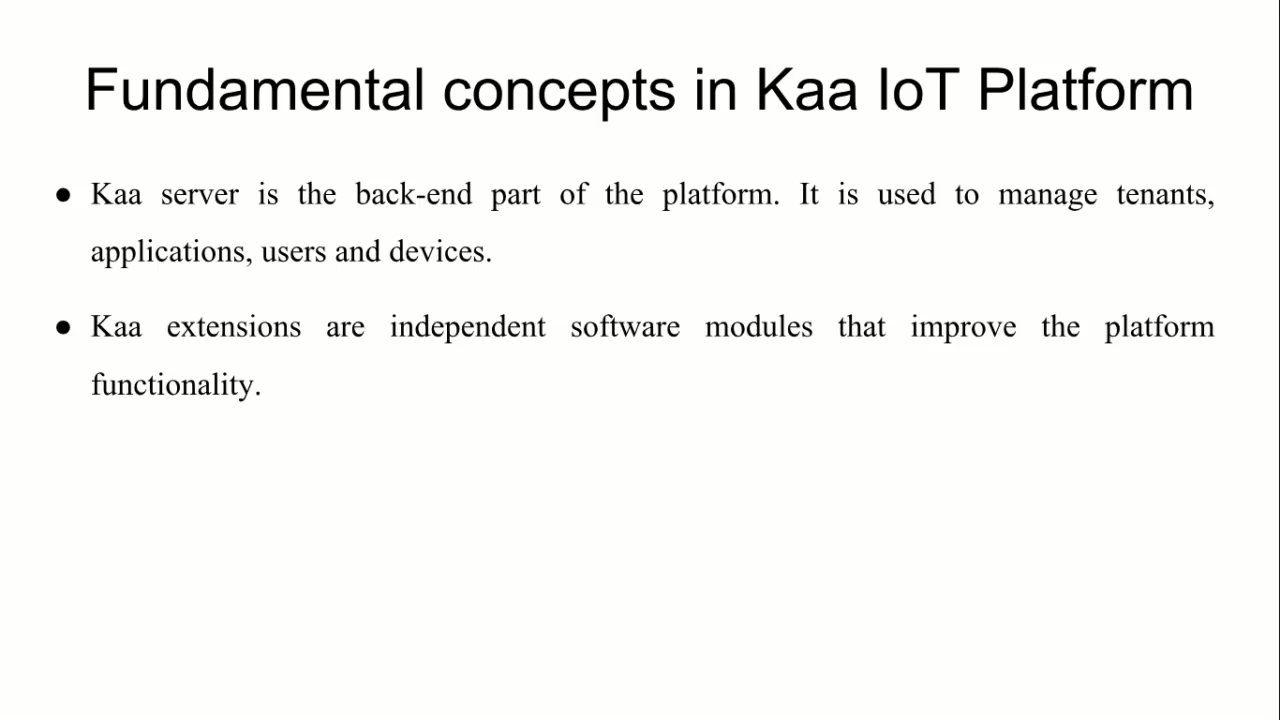 Fundamental concepts in Kaa IoT Platform
● Kaa server is the back-end part of the platform. It is used to manage tenants,
applications, users and devices.
● Kaa extensions are independent software modules that improve the platform
functionality.